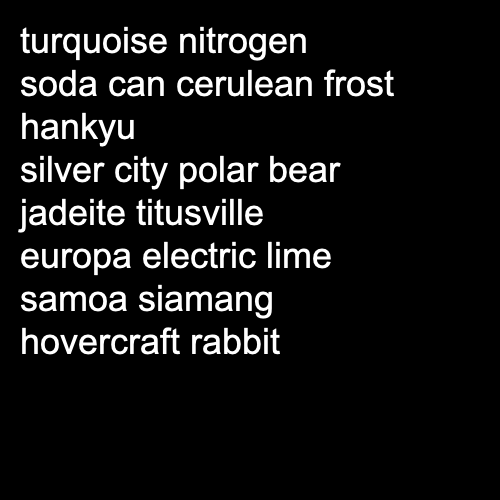 turquoise nitrogen
soda can cerulean frost
hankyu
silver city polar bear
jadeite titusville
europa electric lime
samoa siamang
hovercraft rabbit